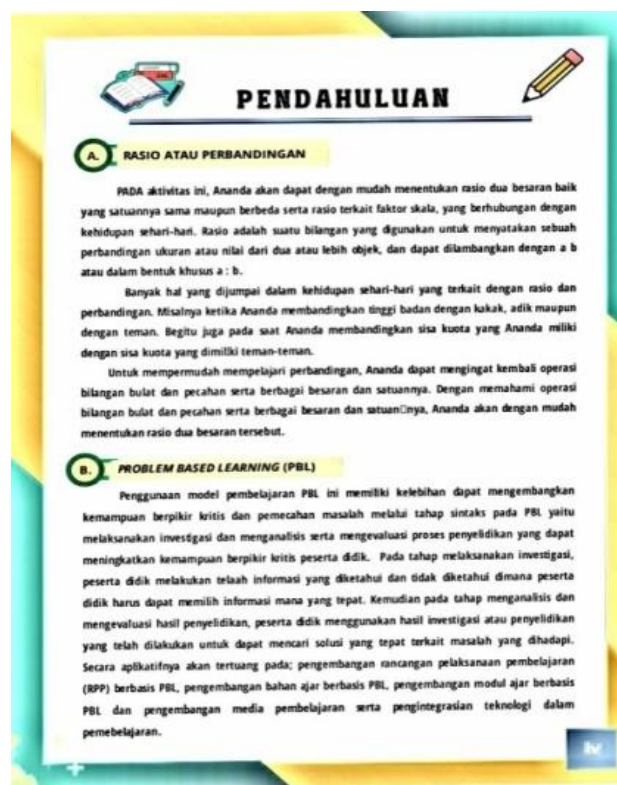 PENDAHULUAN
A. RASIO ATAU PERBANDINGAN
PADA aktivitas ini, Ananda akan dapat dengan mudah menentukan rasio dua besaran baik
yang satuannya sama maupun berbeda serta rasio terkait faktor skala, yang berhubungan dengan
kehidupan sehari-hari. Rasio adalah suatu bilangan yang digunakan untuk menyatakan sebuah
perbandingan ukuran atau nilai dari dua atau lebih objek, dan dapat dilambangkan dengan a b
atau dalam bentuk khusus a : b.
Banyak hal yang dijumpai dalam kehidupan sehari-hari yang terkait dengan rasio dan
perbandingan. Misalnya ketika Ananda membandingkan tinggi badan dengan kakak, adik maupun
dengan teman. Begitu juga pada saat Ananda membandingkan sisa kuota yang Ananda miliki
dengan sisa kuota yang dimiliki teman-teman.
Untuk mempermudah mempelajari perbandingan, Ananda dapat mengingat kembali operasi
bilangan bulat dan pecahan serta berbagai besaran dan satuannya. Dengan memahami operasi
bilangan bulat dan pecahan serta berbagai besaran dan satuan□nya, Ananda akan dengan mudah
menentukan rasio dua besaran tersebut.
B. PROBLEM BASED LEARNING (PBL)
Penggunaan model pembelajaran PBL ini memiliki kelebihan dapat mengembangkan
kemampuan berpikir kritis dan pemecahan masalah melalui tahap sintaks pada PBL yaitu
melaksanakan investigasi dan menganalisis serta mengevaluasi proses penyelidikan yang dapat
meningkatkan kemampuan berpikir kritis peserta didik. Pada tahap melaksanakan investigasi,
peserta didik melakukan telaah informasi yang diketahui dan tidak diketahui dimana peserta
didik harus dapat memilih informasi mana yang tepat. Kemudian pada tahap menganalisis dan
mengevaluasi hasil penyelidikan, peserta didik menggunakan hasil investigasi atau penyelidikan
yang telah dilakukan untuk dapat mencari solusi yang tepat terkait masalah yang dihadapi.
Secara aplikatifnya akan tertuang pada; pengembangan rancangan pelaksanaan pembelajaran
(RPP) berbasis PBL, pengembangan bahan ajar berbasis PBL, pengembangan modul ajar berbasis
PBL dan pengembangan media pembelajaran serta pengintegrasian teknologi dalam
pemebelajaran.
iv